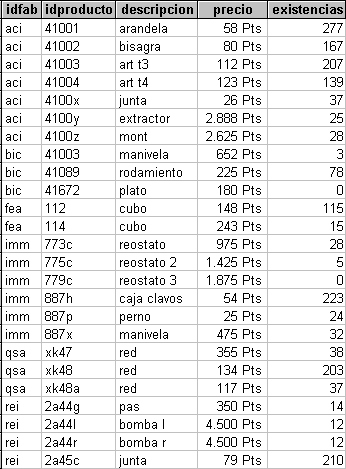 idfab idproducto descripcion precio existencias
aci 41001 arandela 58 Pts 277
aci 41002 bisagra 80 Pts 167
aci 41003 art t3 112 Pts 207
aci 41004 art t4 123 Pts 139
aci 4100x junta 26 Pts 37
aci 4100y extractor 2.888 Pts 25
aci 4100z mont 2.625 Pts 28
bic 41003 manivela 652 Pts 3
bic 41089 rodamiento 225 Pts 78
bic 41672 plato 180 Pts 0
fea 112 cubo 148 Pts 115
fea 114 cubo 243 Pts 15
imm 773c reostato 975 Pts 28
imm 775c reostato 2 1.425 Pts 5
imm 779c reostato 3 1.875 Pts 0
imm 887h caja clavos 54 Pts 223
imm 887p perno 25 Pts 24
imm 887x manivela 475 Pts 32
qsa xk47 red 355 Pts 38
qsa xk48 red 134 Pts 203
qsa xk48a red 117 Pts 37
rei 2a44g pas 350 Pts 14
rei 2a44l bomba l 4.500 Pts 12
rei 2a44r bomba r 4.500 Pts 12
rei 2a45c junta 79 Pts 210